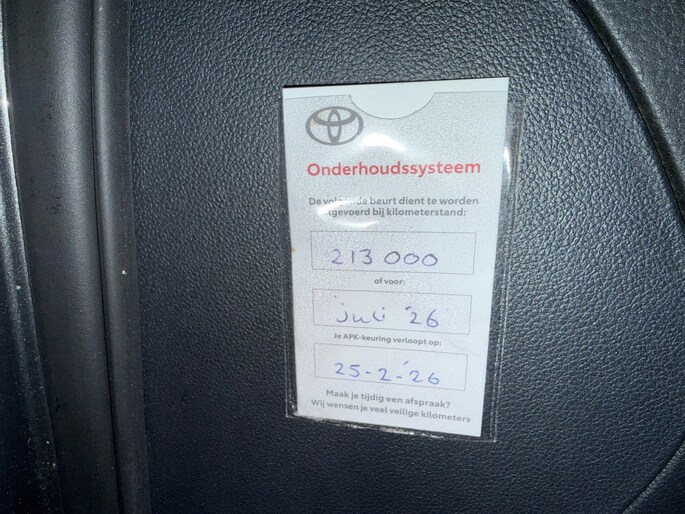 Onderhoudssysteem
De volgende beurt dient te worden
uitgevoerd bij kilometerstand:
213 000
of voor:
juli '26
Je APK-keuring verloopt op:
25-2-'26
Maak je tijdig een afspraak?
Wij wensen je veel veilige kilometers